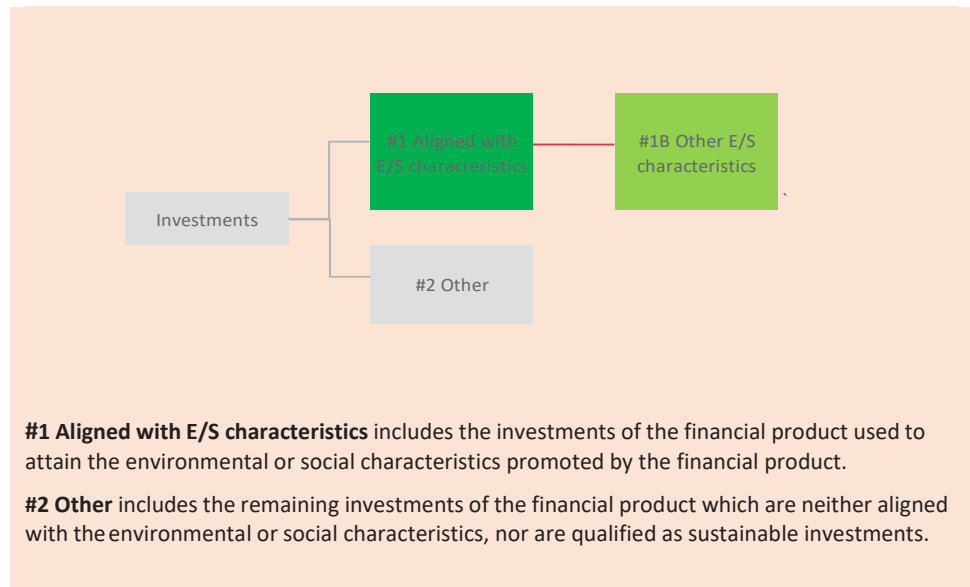 #1 Aligned with
E/S characteristics
#1B Other E/S
characteristics
`
Investments
#2 Other
#1 Aligned with E/S characteristics includes the investments of the financial product used to
attain the environmental or social characteristics promoted by the financial product.
#2 Other includes the remaining investments of the financial product which are neither aligned
with the environmental or social characteristics, nor are qualified as sustainable investments.